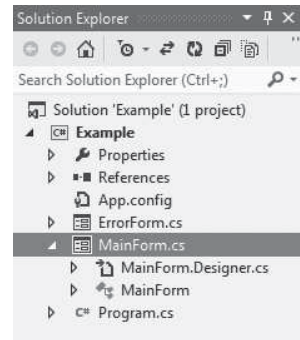 Solution Explorer
Search Solution Explorer (Ctrl+;)
Solution 'Example' (1 project)
C# Example
Properties
References
App.config
ErrorForm.cs
MainForm.cs
MainForm.Designer.cs
MainForm
C# Program.cs